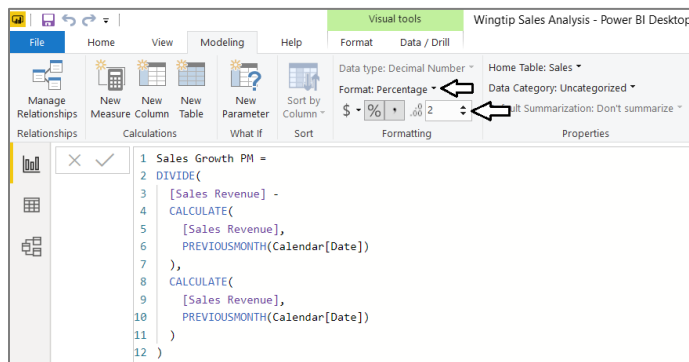 Visual tools
Wingtip Sales Analysis - Power BI Desktop
File Home View Modeling Help Format Data / Drill
Manage Relationships
New Measure
New Column
New Table
New Parameter
Sort by Column
Data type: Decimal Number
Format: Percentage
$ % , .0 .00 2
Home Table: Sales
Data Category: Uncategorized
ult Summarization: Don't summarize
Relationships Calculations What If Sort Formatting Properties
1 Sales Growth PM =
2 DIVIDE(
3 [Sales Revenue] -
4 CALCULATE(
5 [Sales Revenue],
6 PREVIOUSMONTH(Calendar[Date])
7 ),
8 CALCULATE(
9 [Sales Revenue],
10 PREVIOUSMONTH(Calendar[Date])
11 )
12 )